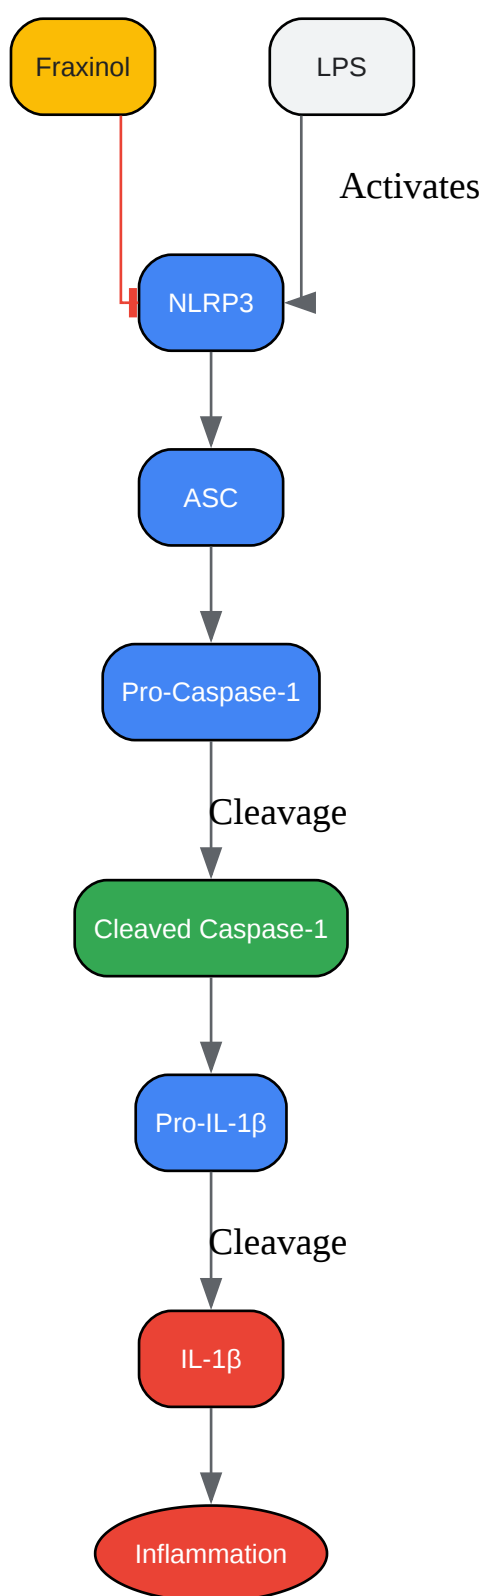 Fraxinol
LPS
Activates
NLRP3
ASC
Pro-Caspase-1
Cleavage
Cleaved Caspase-1
Pro-IL-1β
Cleavage
IL-1β
Inflammation